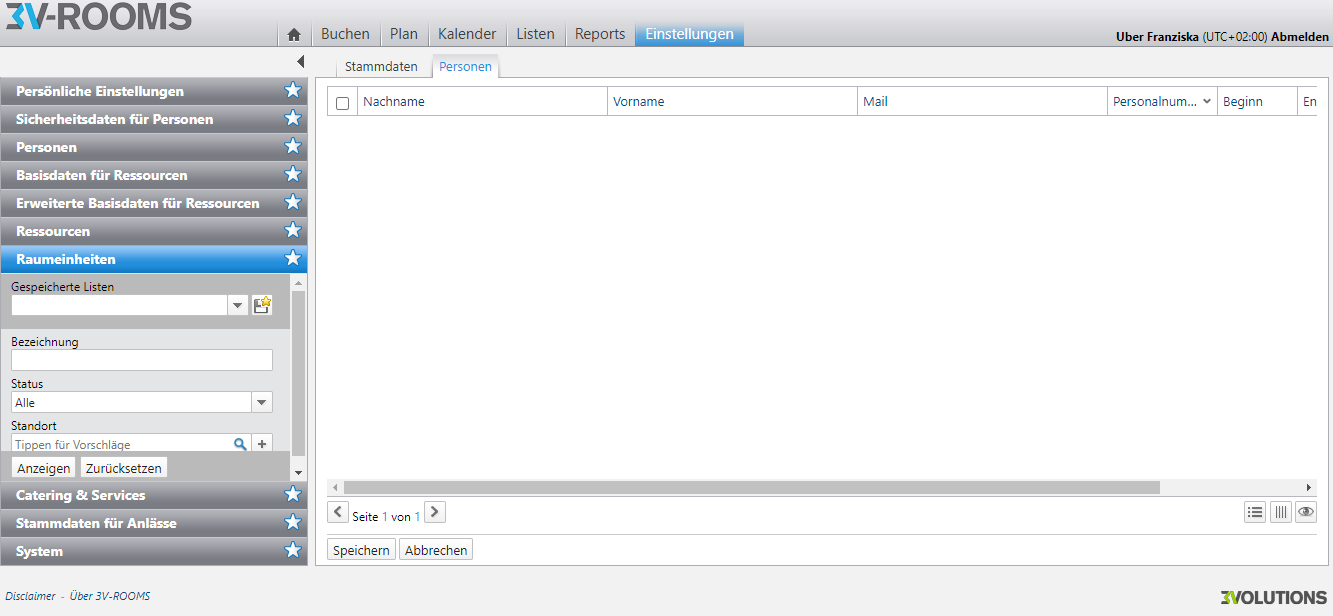 3V-ROOMS
Buchen Plan Kalender Listen Reports Einstellungen
Uber Franziska (UTC+02:00) Abmelden
Stammdaten Personen
Persönliche Einstellungen
Sicherheitsdaten für Personen
Personen
Basisdaten für Ressourcen
Erweiterte Basisdaten für Ressourcen
Ressourcen
Raumeinheiten
Gespeicherte Listen
Bezeichnung
Status
Alle
Standort
Tippen für Vorschläge
Anzeigen Zurücksetzen
Catering & Services
Stammdaten für Anlässe
System
Nachname Vorname Mail Personalnum... Beginn En
Seite 1 von 1
Speichern Abbrechen
Disclaimer - Über 3V-ROOMS
3VOLUTIONS